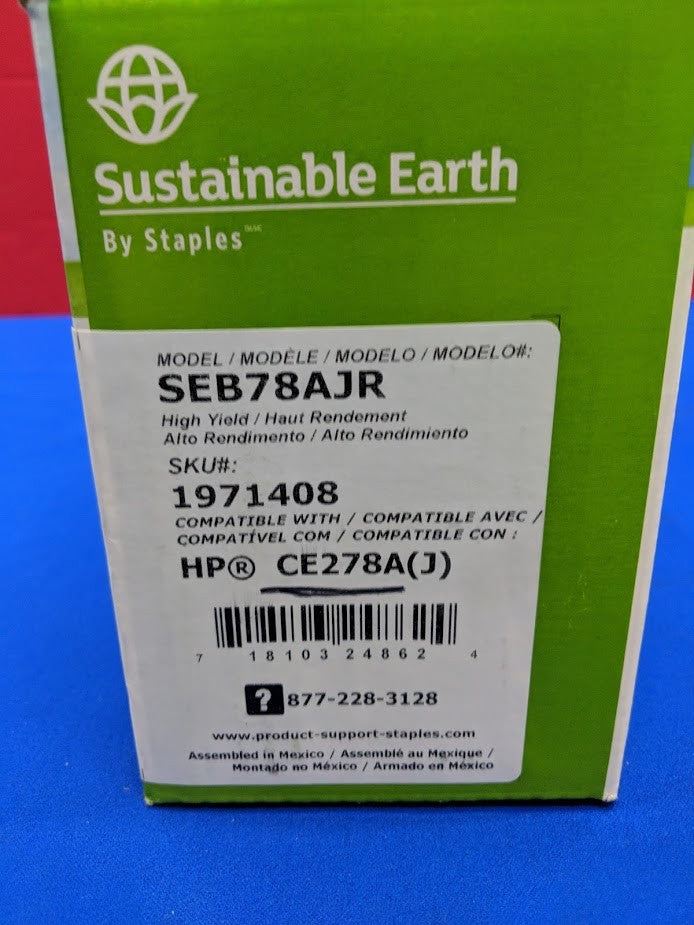 Sustainable Earth
By Staples
MODEL / MODÈLE / MODELO / MODELO#:
SEB78AJR
High Yield / Haut Rendement
Alto Rendimento / Alto Rendimiento
SKU#:
1971408
COMPATIBLE WITH / COMPATIBLE AVEC /
COMPATÍVEL COM / COMPATIBLE CON :
HP® CE278A(J)
7 18103 24862 4
? 877-228-3128
www.product-support-staples.com
Assembled in Mexico / Assemblé au Mexique /
Montado no México / Armado en México